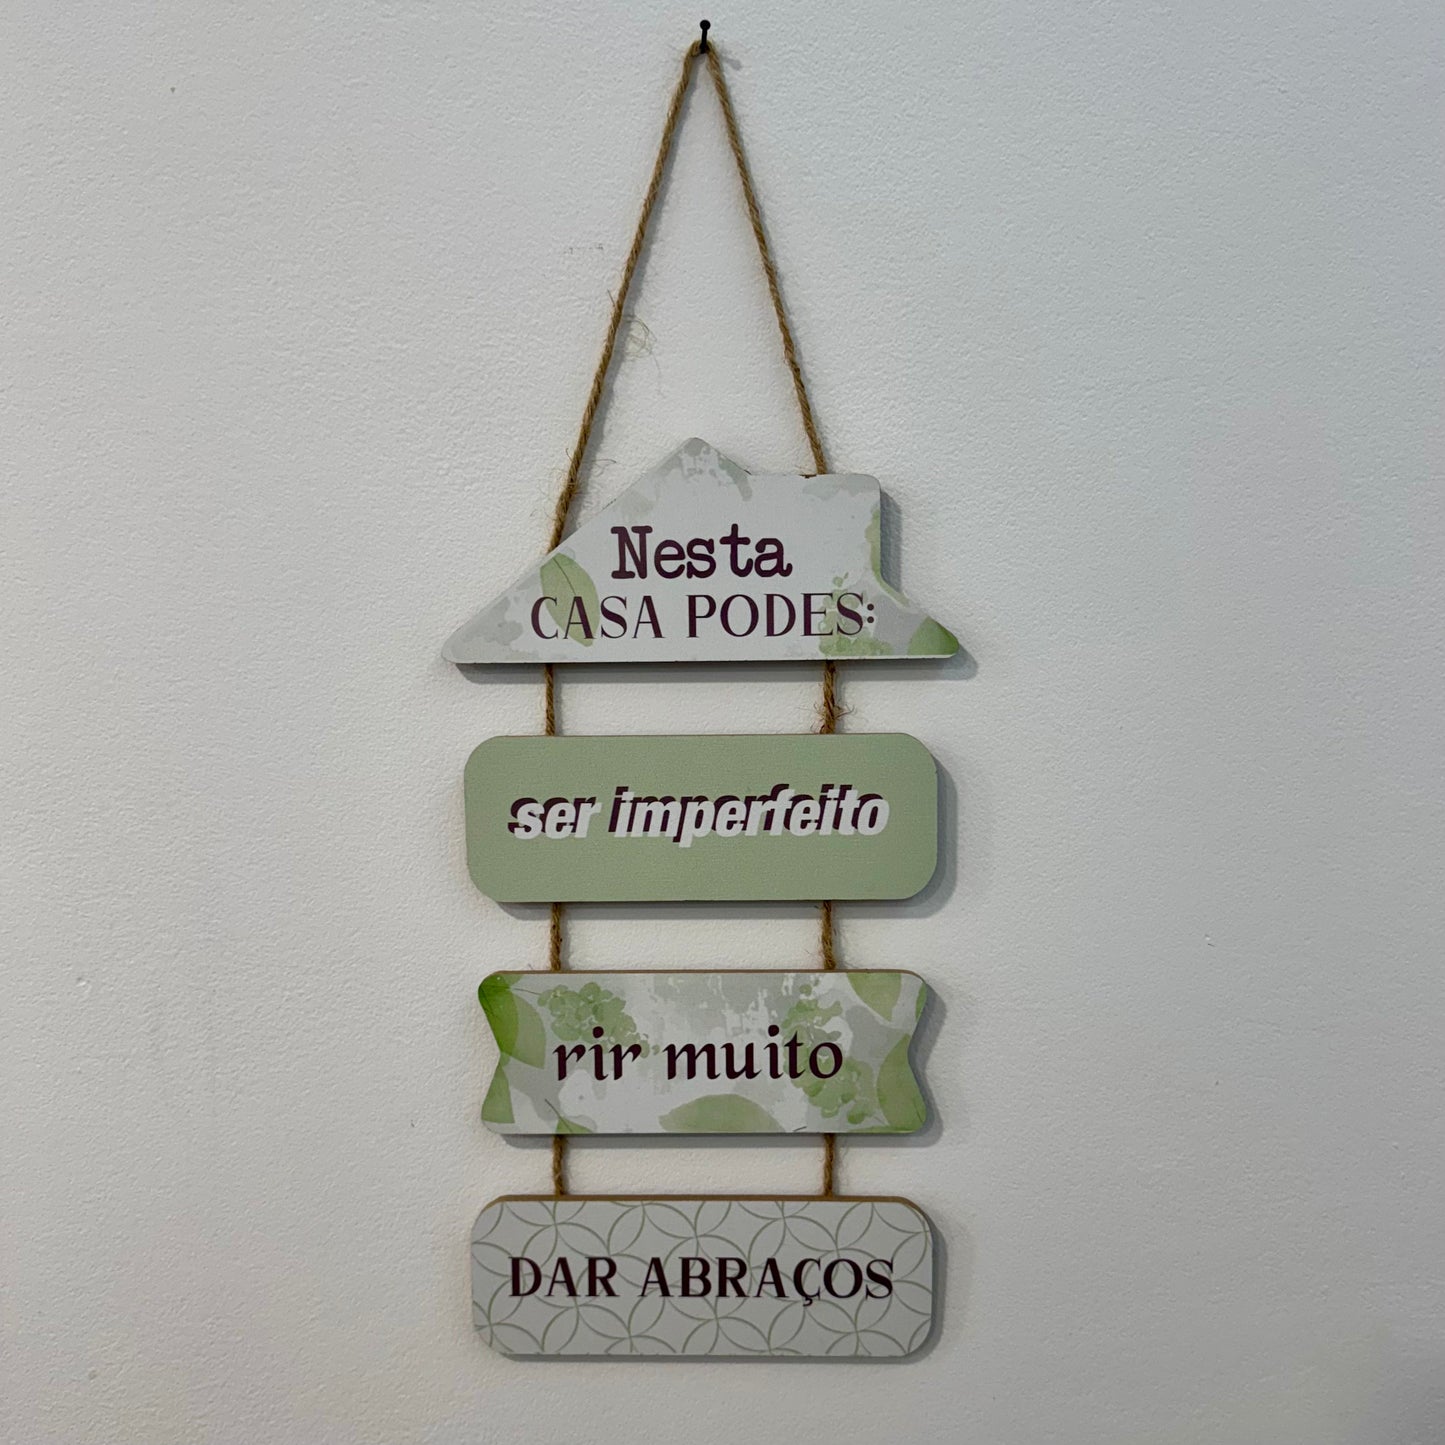 Nesta
CASA PODES:
ser imperfeito
rir muito
DAR ABRAÇOS